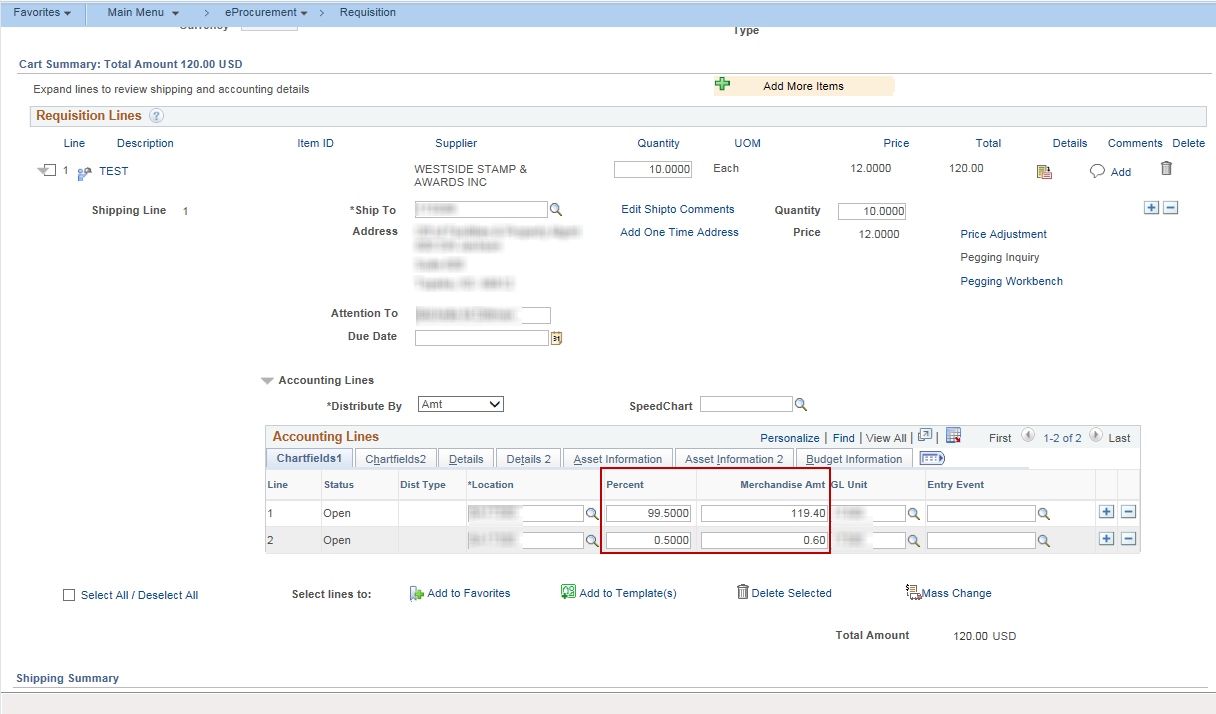 Favorites Main Menu > eProcurement > Requisition
Type
Cart Summary: Total Amount 120.00 USD
Expand lines to review shipping and accounting details
Add More Items
Requisition Lines ?
Line Description Item ID Supplier Quantity UOM Price Total Details Comments Delete
1 TEST WESTSIDE STAMP & 10.0000 Each 12.0000 120.00 Add
AWARDS INC
Shipping Line 1 *Ship To Edit Shipto Comments Quantity 10.0000
Address Add One Time Address Price 12.0000 Price Adjustment
Pegging Inquiry
Pegging Workbench
Attention To
Due Date 31
Accounting Lines
*Distribute By Amt SpeedChart
Accounting Lines Personalize | Find | View All | | First 1-2 of 2 Last
Chartfields1 Chartfields2 Details Details 2 Asset Information Asset Information 2 Budget Information
Line Status Dist Type *Location Percent Merchandise Amt GL Unit Entry Event
1 Open 99.5000 119.40
2 Open 0.5000 0.60
Select All / Deselect All Select lines to: Add to Favorites Add to Template(s) Delete Selected Mass Change
Total Amount 120.00 USD
Shipping Summary